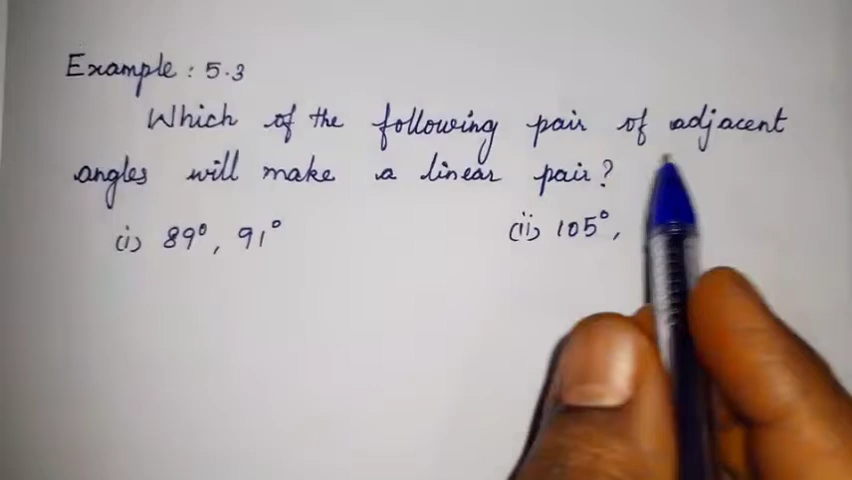 Example : 5.3
Which of the following pair of adjacent
angles will make a linear pair?
(i) 89°, 91° (ii) 105°,